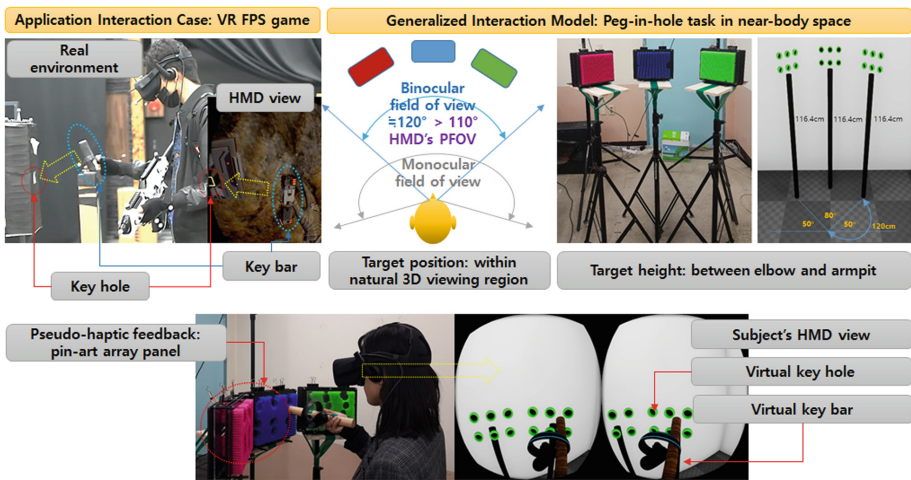 Application Interaction Case: VR FPS game
Generalized Interaction Model: Peg-in-hole task in near-body space
Real
environment
HMD view
Key hole
Key bar
Binocular
field of view
≒120° > 110°
HMD's PFOV
Monocular
field of view
Target position: within
natural 3D viewing region
116.4cm
116.4cm
116.4cm
50°
80°
50°
120cm
Target height: between elbow and armpit
Pseudo-haptic feedback:
pin-art array panel
Subject's HMD view
Virtual key hole
Virtual key bar